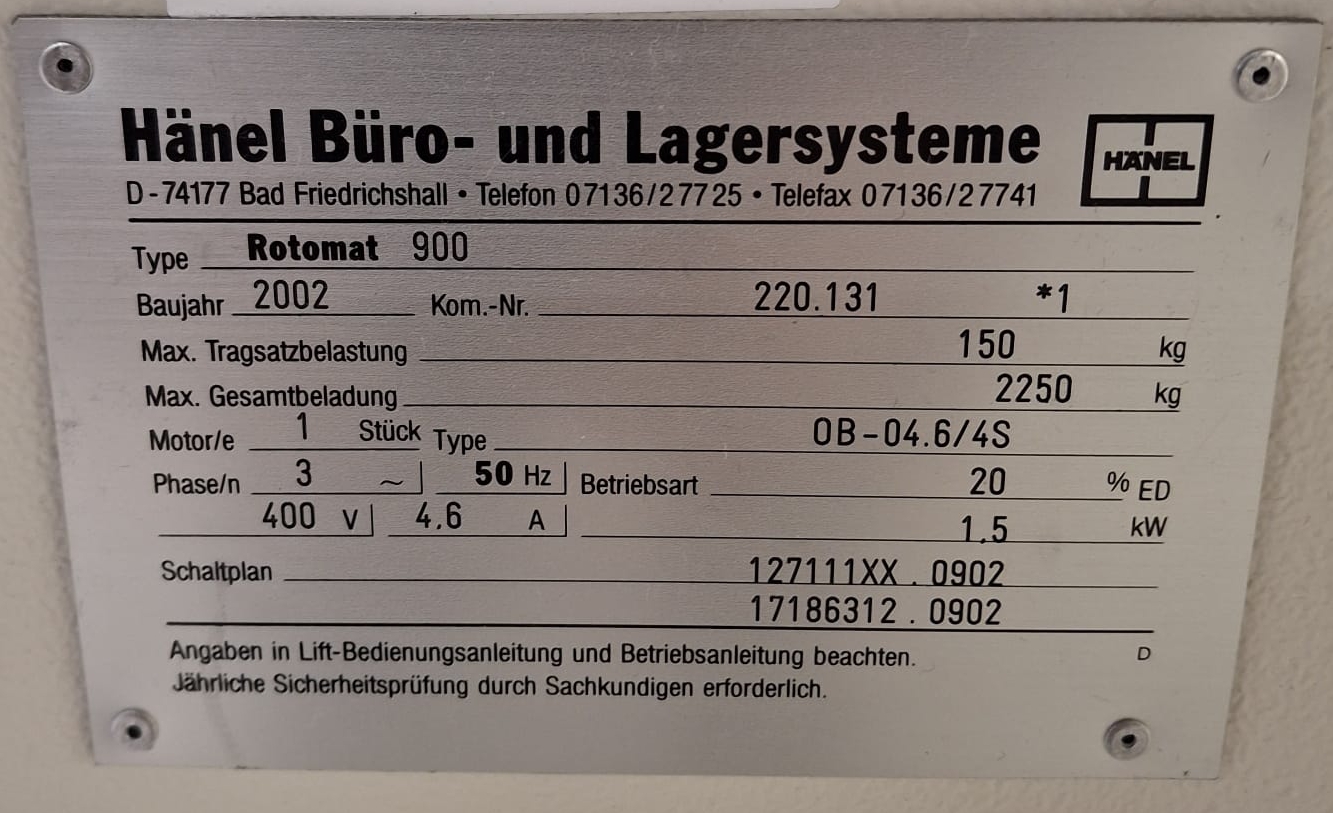 Hänel Büro- und Lagersysteme
HÄNEL
D-74177 Bad Friedrichshall • Telefon 07136/27725 • Telefax 07136/27741
Type Rotomat 900
Baujahr 2002 Kom.-Nr. 220.131 *1
Max. Tragsatzbelastung 150 kg
Max. Gesamtbeladung 2250 kg
Motor/e 1 Stück Type OB-04.6/4S
Phase/n 3 ~ 50 Hz Betriebsart 20 % ED
400 V 4.6 A 1.5 kW
Schaltplan 127111XX . 0902
17186312 . 0902
Angaben in Lift-Bedienungsanleitung und Betriebsanleitung beachten. D
Jährliche Sicherheitsprüfung durch Sachkundigen erforderlich.